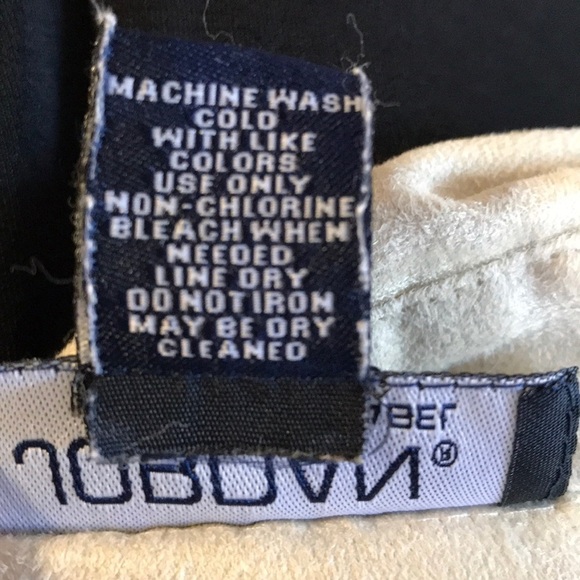 MACHINE WASH
COLD
WITH LIKE
COLORS
USE ONLY
NON-CHLORINE
BLEACH WHEN
NEEDED
LINE DRY
DO NOT IRON
MAY BE DRY
CLEANED
JORDAN®